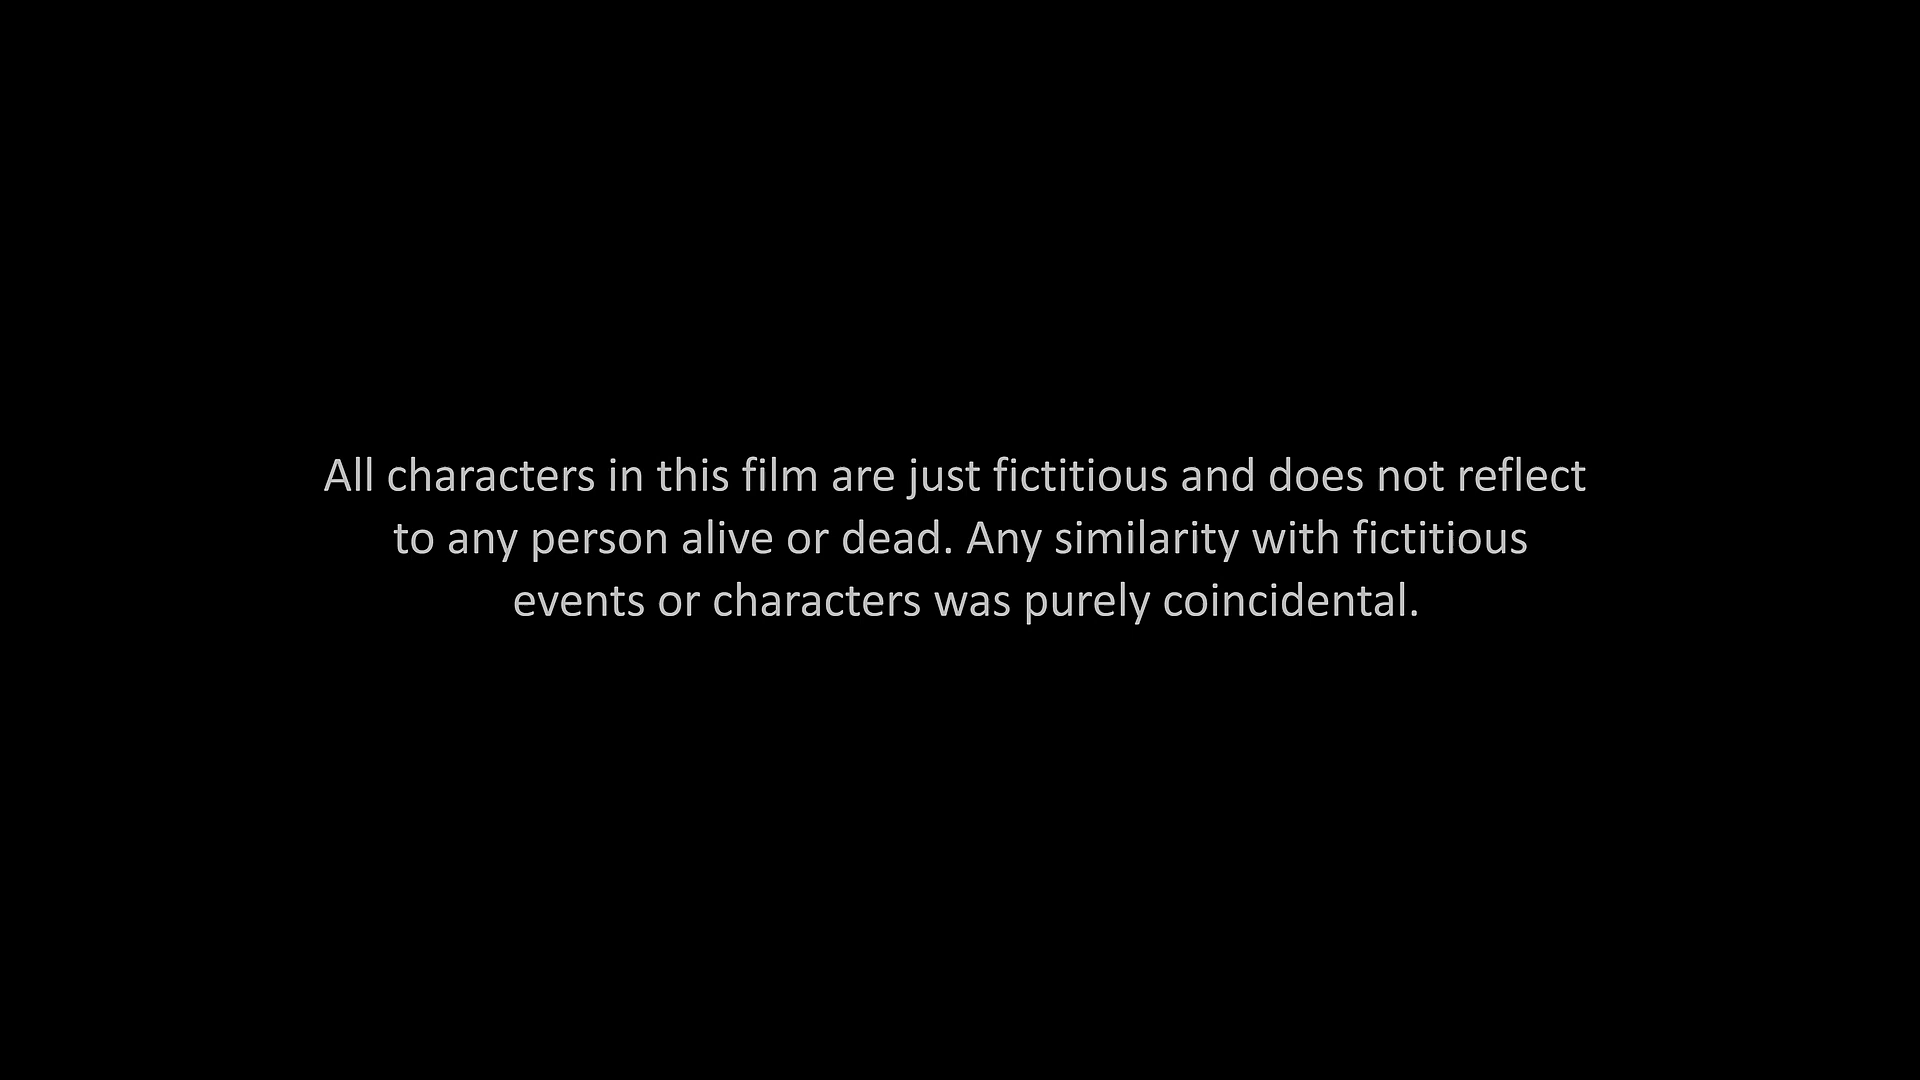 All characters in this film are just fictitious and does not reflect
to any person alive or dead. Any similarity with fictitious
events or characters was purely coincidental.